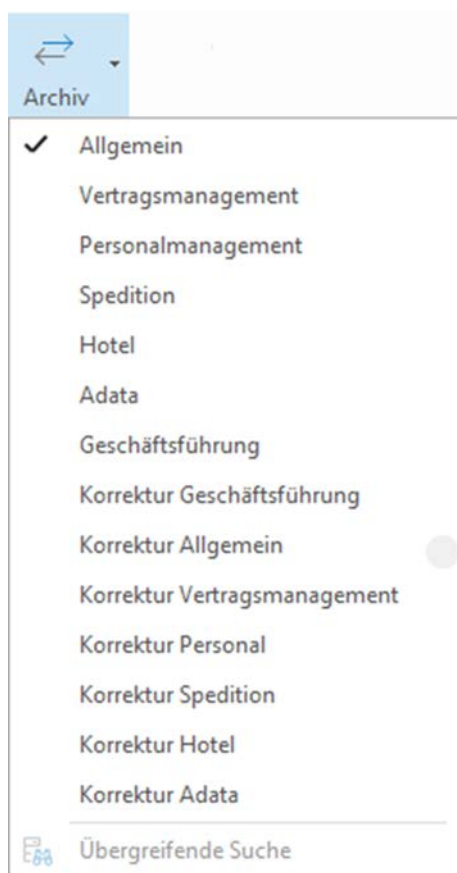 Archiv
Allgemein
Vertragsmanagement
Personalmanagement
Spedition
Hotel
Adata
Geschäftsführung
Korrektur Geschäftsführung
Korrektur Allgemein
Korrektur Vertragsmanagement
Korrektur Personal
Korrektur Spedition
Korrektur Hotel
Korrektur Adata
Übergreifende Suche